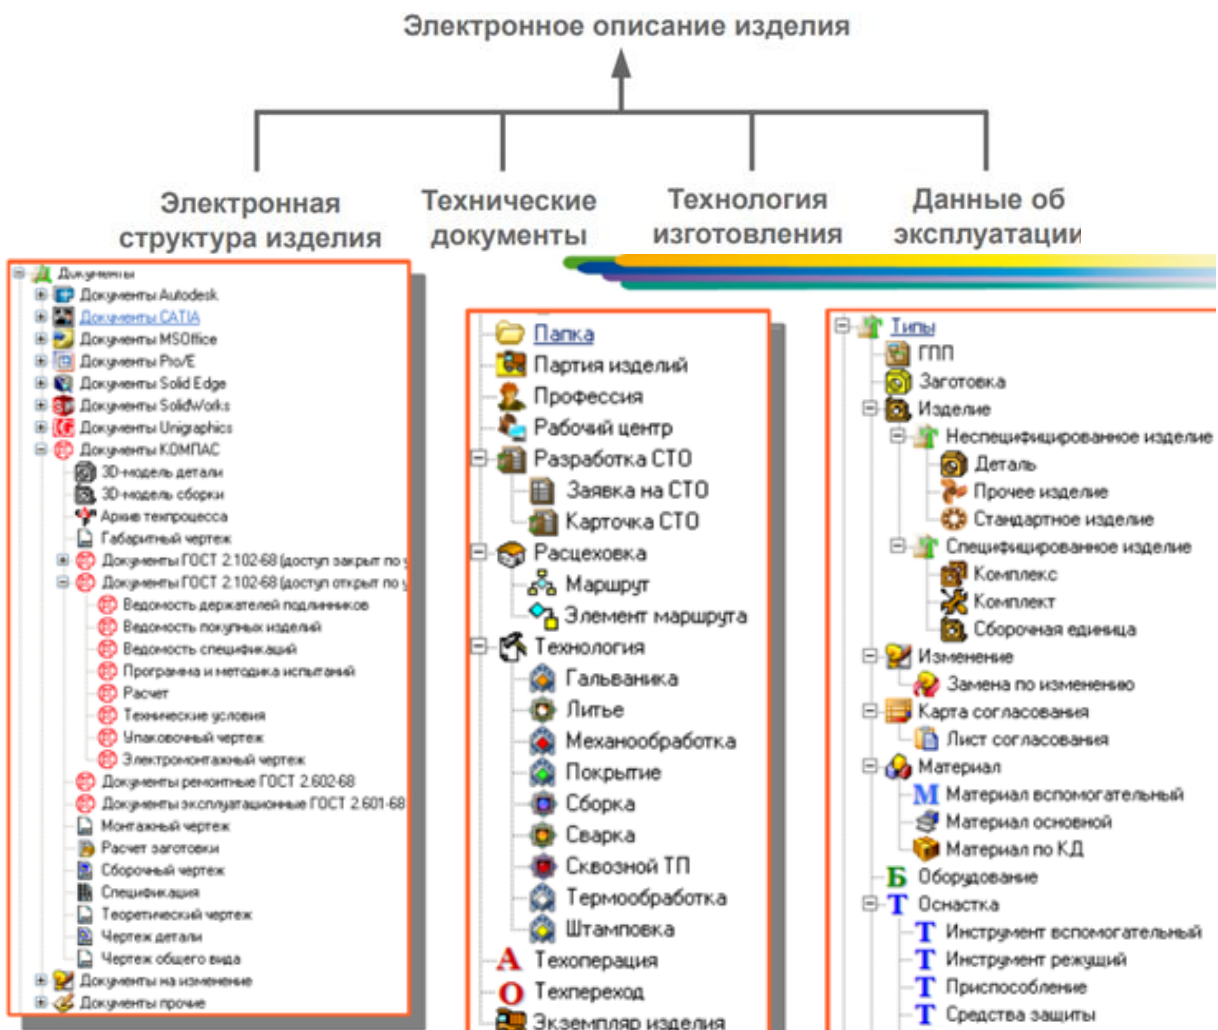 Электронное описание изделия
Электронная
структура изделия
Технические
документы
Технология
изготовления
Данные об
эксплуатации
Документы
Документы Autodesk
Документы CATIA
Документы MSOffice
Документы Pro/E
Документы Solid Edge
Документы SolidWorks
Документы Unigraphics
Документы КОМПАС
3D-модель детали
3D-модель сборки
Архив техпроцесса
Габаритный чертеж
Документы ГОСТ 2.102-68 (доступ закрыт по у
Документы ГОСТ 2.102-68 (доступ открыт по у
Ведомость держателей подлинников
Ведомость покупных изделий
Ведомость спецификаций
Программа и методика испытаний
Расчет
Технические условия
Упаковочный чертеж
Электромонтажный чертеж
Документы ремонтные ГОСТ 2.602-68
Документы эксплуатационные ГОСТ 2.601-68
Монтажный чертеж
Расчет заготовки
Сборочный чертеж
Спецификация
Теоретический чертеж
Чертеж детали
Чертеж общего вида
Документы на изменение
Документы прочие
Папка
Партия изделий
Профессия
Рабочий центр
Разработка СТО
Заявка на СТО
Карточка СТО
Расцеховка
Маршрут
Элемент маршрута
Технология
Гальваника
Литье
Механообработка
Покрытие
Сборка
Сварка
Сквозной ТП
Термообработка
Штамповка
А Техоперация
О Техпереход
Экземпляр изделия
Типы
ГПП
Заготовка
Изделие
Неспецифицированное изделие
Деталь
Прочее изделие
Стандартное изделие
Специфицированное изделие
Комплекс
Комплект
Сборочная единица
Изменение
Замена по изменению
Карта согласования
Лист согласования
Материал
М Материал вспомогательный
Материал основной
Материал по КД
Б Оборудование
Т Оснастка
Т Инструмент вспомогательный
Т Инструмент режущий
Т Приспособление
Т Средства защиты